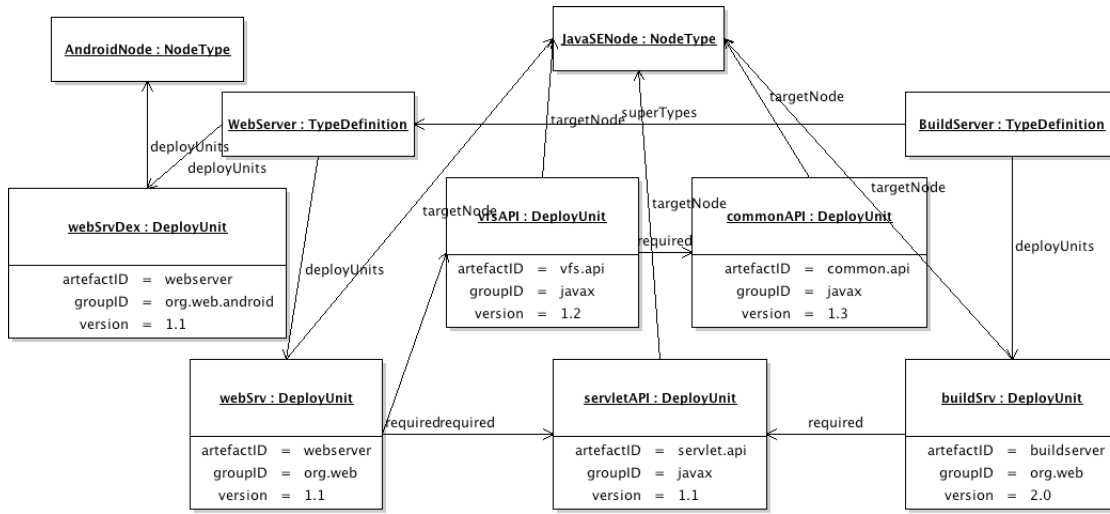 AndroidNode : NodeType
JavaSENode : NodeType
targetNode
WebServer : TypeDefinition
targetNode
superTypes
BuildServer : TypeDefinition
deployUnits
deployUnits
webSrvDex : DeployUnit
artefactID = webserver
groupID = org.web.android
version = 1.1
targetNode
vfsAPI : DeployUnit
artefactID = vfs.api
groupID = javax
version = 1.2
required
targetNode
commonAPI : DeployUnit
artefactID = common.api
groupID = javax
version = 1.3
targetNode
deployUnits
deployUnits
webSrv : DeployUnit
artefactID = webserver
groupID = org.web
version = 1.1
required
required
servletAPI : DeployUnit
artefactID = servlet.api
groupID = javax
version = 1.1
required
buildSrv : DeployUnit
artefactID = buildserver
groupID = org.web
version = 2.0